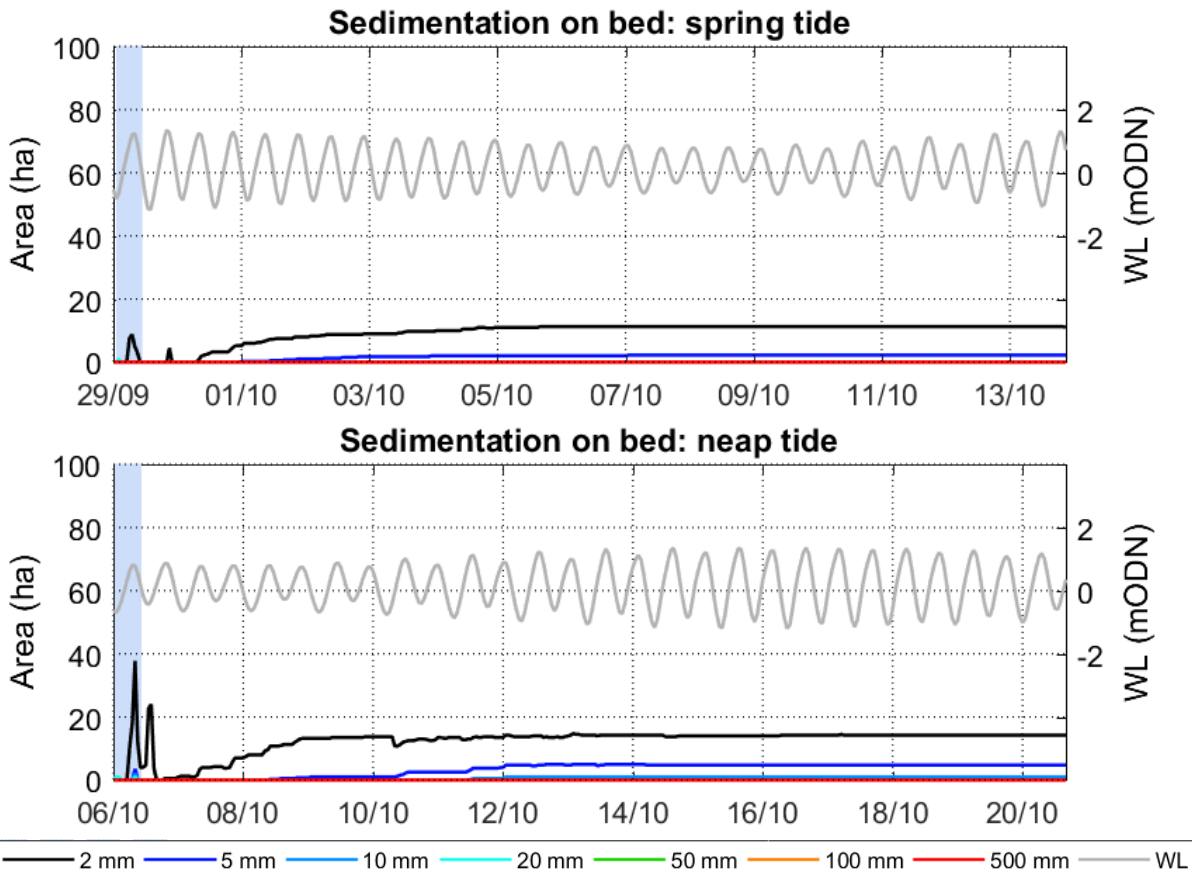 Sedimentation on bed: spring tide
100
80
60
40
20
0
Area (ha)
2
0
-2
WL (mODN)
29/09 01/10 03/10 05/10 07/10 09/10 11/10 13/10
Sedimentation on bed: neap tide
100
80
60
40
20
0
Area (ha)
2
0
-2
WL (mODN)
06/10 08/10 10/10 12/10 14/10 16/10 18/10 20/10
2 mm 5 mm 10 mm 20 mm 50 mm 100 mm 500 mm WL